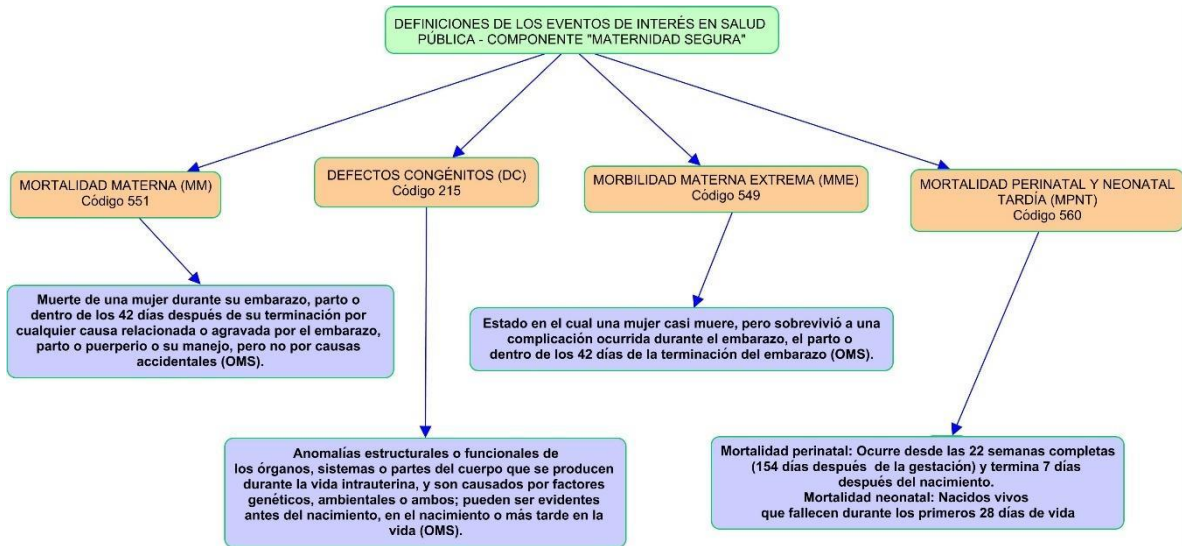 DEFINICIONES DE LOS EVENTOS DE INTERÉS EN SALUD
PÚBLICA - COMPONENTE "MATERNIDAD SEGURA"
MORTALIDAD MATERNA (MM)
Código 551
DEFECTOS CONGÉNITOS (DC)
Código 215
MORBILIDAD MATERNA EXTREMA (MME)
Código 549
MORTALIDAD PERINATAL Y NEONATAL
TARDÍA (MPNT)
Código 560
Muerte de una mujer durante su embarazo, parto o
dentro de los 42 días después de su terminación por
cualquier causa relacionada o agravada por el embarazo,
parto o puerperio o su manejo, pero no por causas
accidentales (OMS).
Estado en el cual una mujer casi muere, pero sobrevivió a una
complicación ocurrida durante el embarazo, el parto o
dentro de los 42 días de la terminación del embarazo (OMS).
Anomalías estructurales o funcionales de
los órganos, sistemas o partes del cuerpo que se producen
durante la vida intrauterina, y son causados por factores
genéticos, ambientales o ambos; pueden ser evidentes
antes del nacimiento, en el nacimiento o más tarde en la
vida (OMS).
Mortalidad perinatal: Ocurre desde las 22 semanas completas
(154 días después de la gestación) y termina 7 días
después del nacimiento.
Mortalidad neonatal: Nacidos vivos
que fallecen durante los primeros 28 días de vida